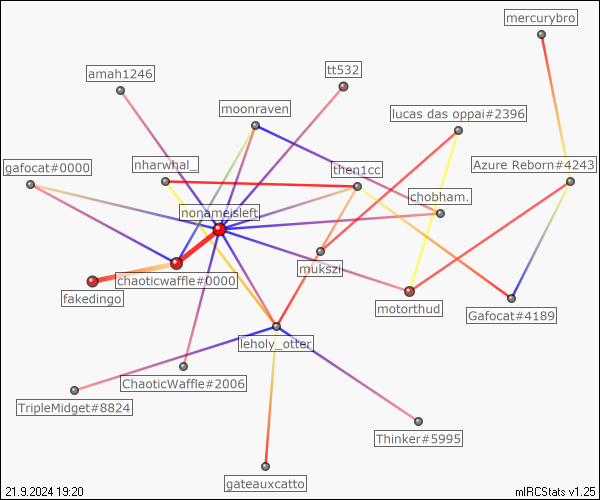 mercurybro
amah1246
tt532
moonraven
lucas das oppai#2396
gafocat#0000
nharwhal_
then1cc
Azure Reborn#4243
chobham.
nonameisleft
mukszi
chaoticwaffle#0000
fakedingo
motorthud
Gafocat#4189
leholy_otter
ChaoticWaffle#2006
TripleMidget#8824
Thinker#5995
gateauxcatto
21.9.2024 19:20
mIRCStats v1.25